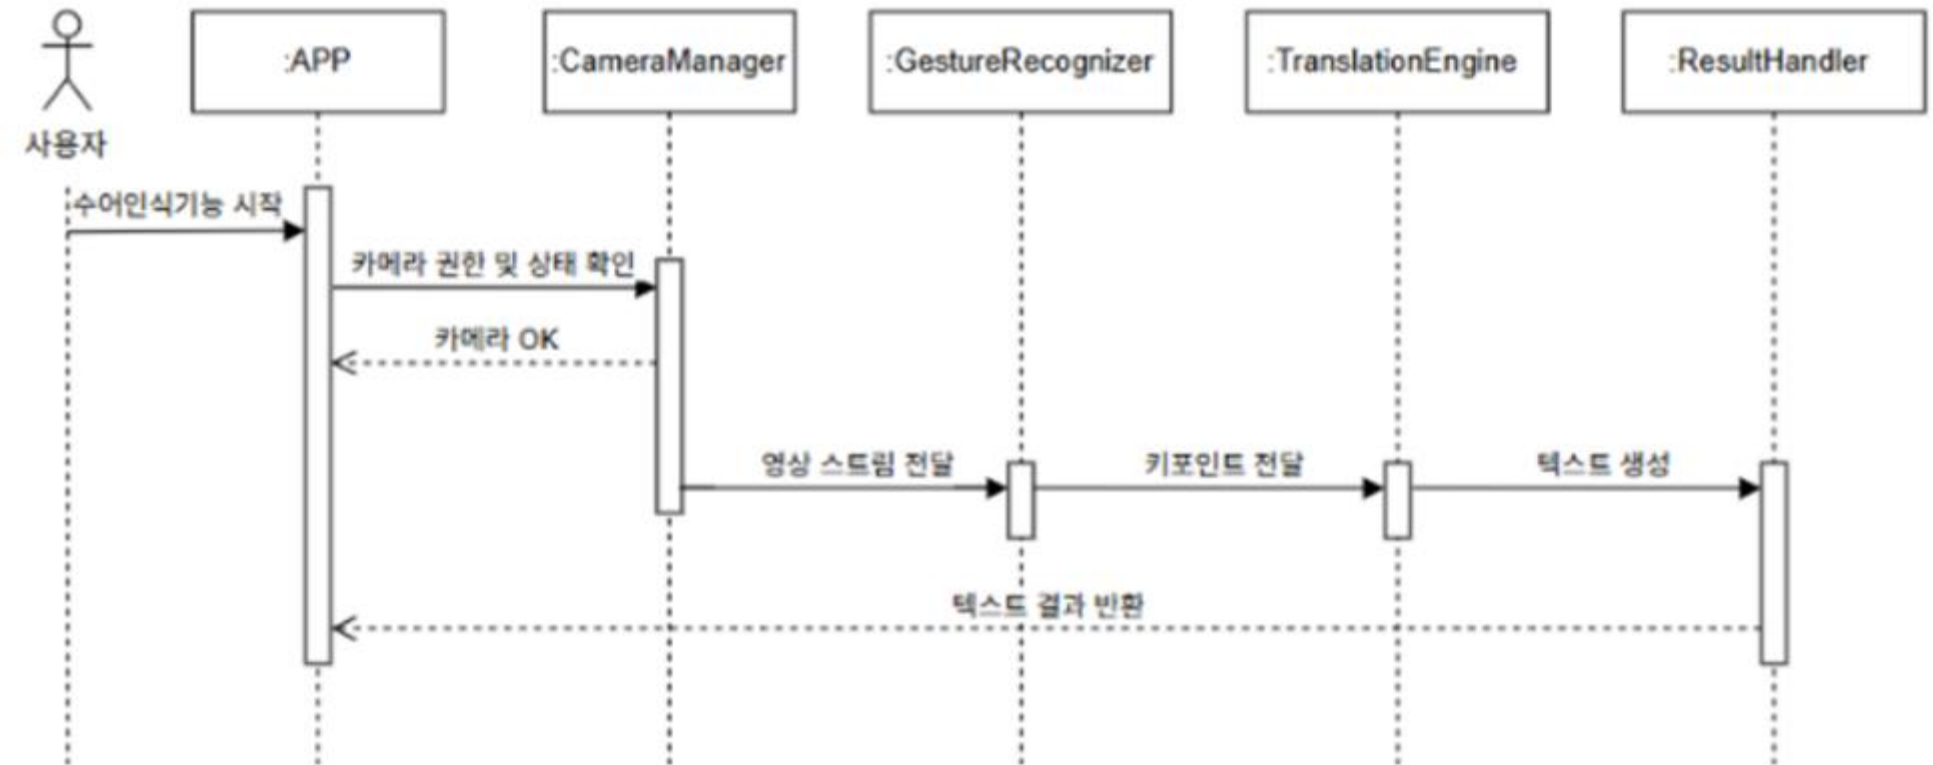 :APP
:CameraManager
:GestureRecognizer
:TranslationEngine
:ResultHandler
사용자
수어인식기능 시작
카메라 권한 및 상태 확인
카메라 OK
영상 스트림 전달
키포인트 전달
텍스트 생성
텍스트 결과 반환